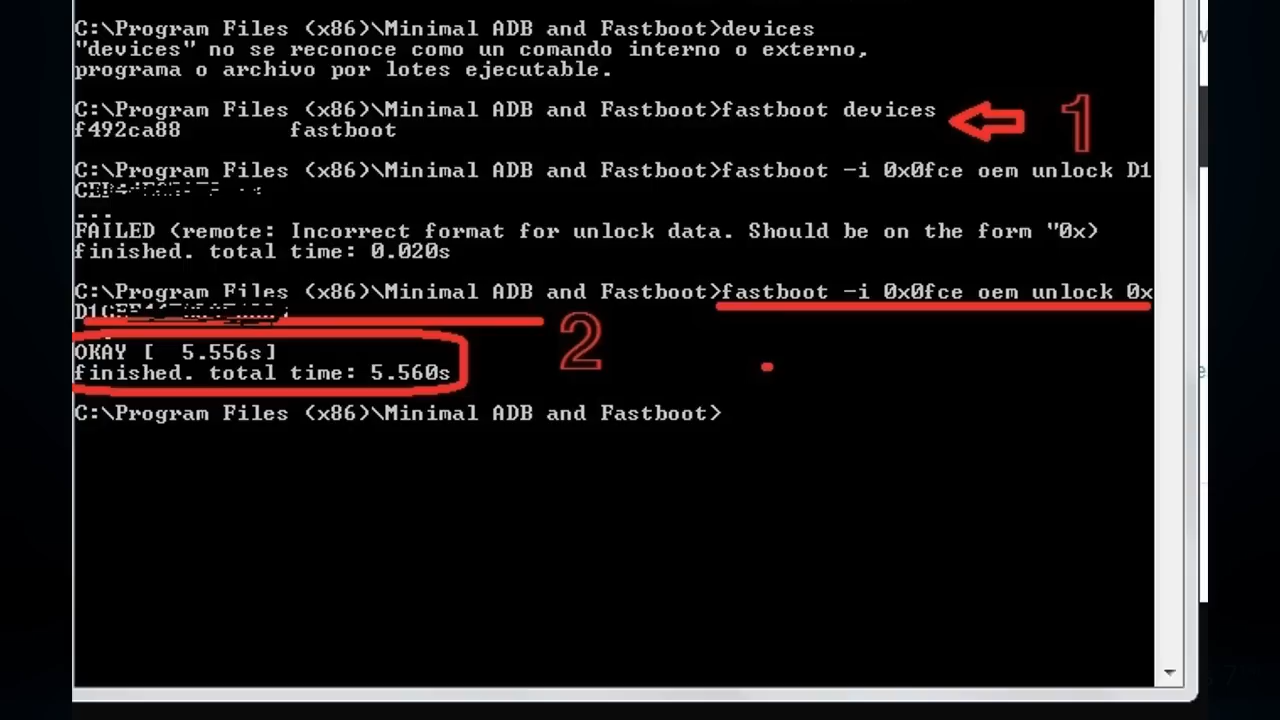 C:\Program Files (x86)\Minimal ADB and Fastboot>devices
"devices" no se reconoce como un comando interno o externo,
programa o archivo por lotes ejecutable.
C:\Program Files (x86)\Minimal ADB and Fastboot>fastboot devices
f492ca88 fastboot
1
C:\Program Files (x86)\Minimal ADB and Fastboot>fastboot -i 0x0fce oem unlock D1
...
FAILED (remote: Incorrect format for unlock data. Should be on the form "0x)
finished. total time: 0.020s
C:\Program Files (x86)\Minimal ADB and Fastboot>fastboot -i 0x0fce oem unlock 0x
2
OKAY [ 5.556s]
finished. total time: 5.560s
C:\Program Files (x86)\Minimal ADB and Fastboot>